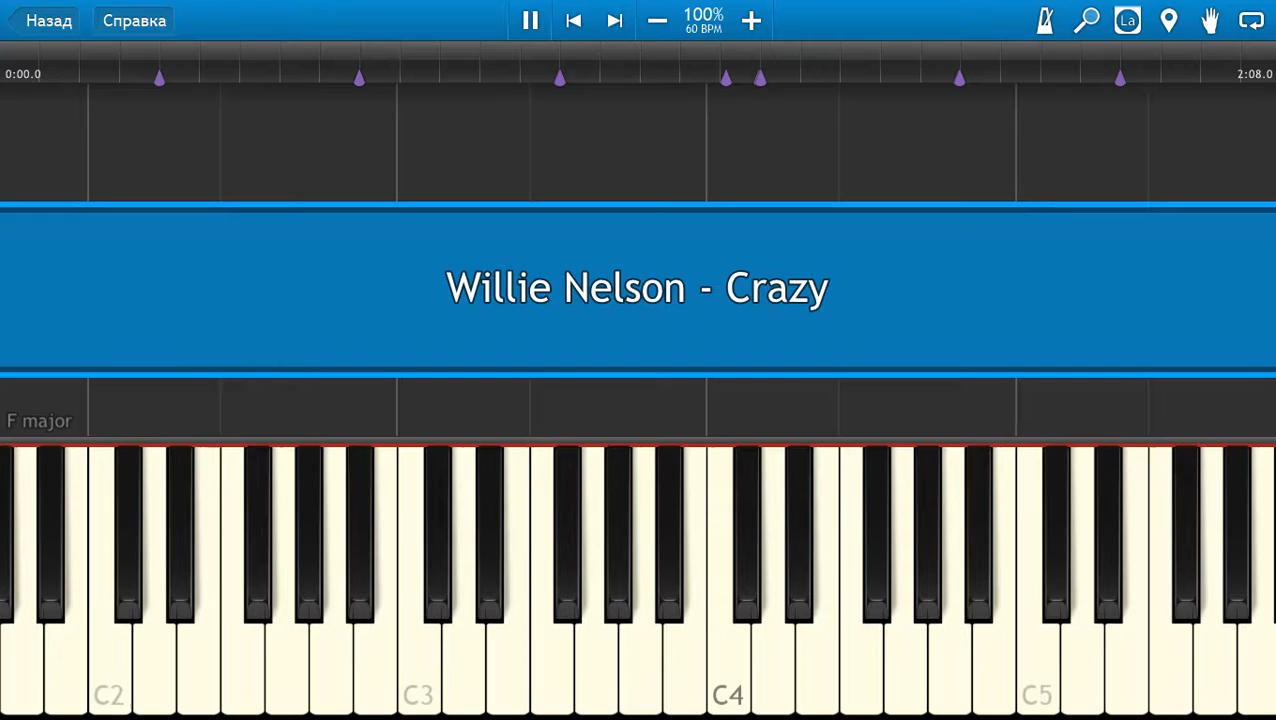 Назад Справка 100% La
60 BPM
0:00.0 2:08.0
Willie Nelson - Crazy
F major
C2 C3 C4 C5